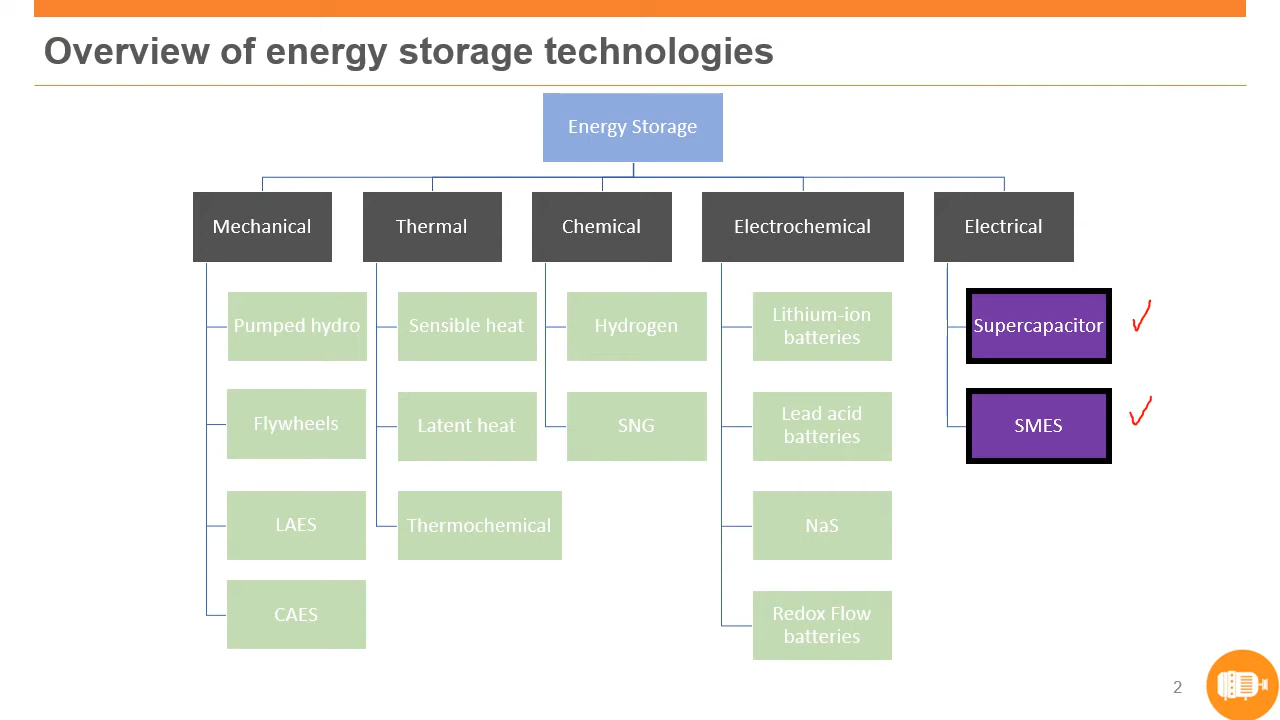 Overview of energy storage technologies
Energy Storage
Mechanical
Thermal
Chemical
Electrochemical
Electrical
Pumped hydro
Sensible heat
Hydrogen
Lithium-ion
batteries
Supercapacitor
Flywheels
Latent heat
SNG
Lead acid
batteries
SMES
LAES
Thermochemical
NaS
CAES
Redox Flow
batteries
2